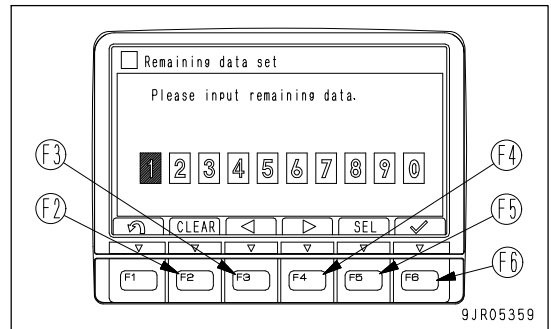 Remaining data set
Please input remaining data.
1 2 3 4 5 6 7 8 9 0
F3 F4
CLEAR SEL
F2 F5
F1 F2 F3 F4 F5 F6
F6
9JR05359